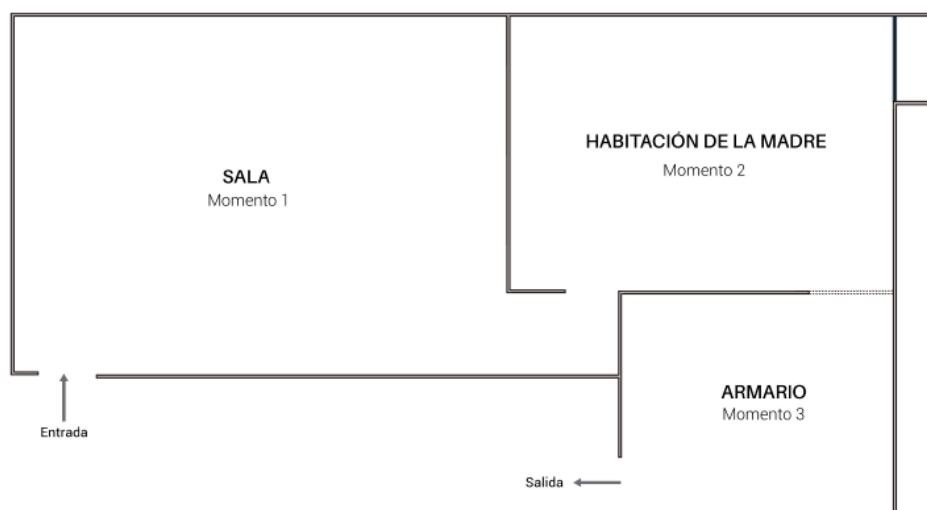 SALA
Momento 1
HABITACIÓN DE LA MADRE
Momento 2
Entrada
ARMARIO
Momento 3
Salida